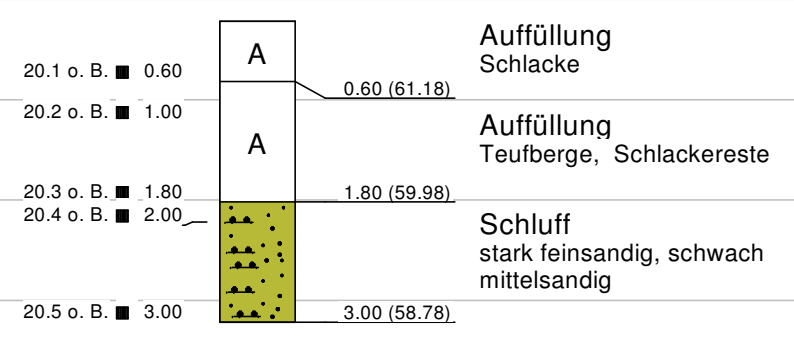 Auffüllung
A
Schlacke
20.1 o. B. 0.60
0.60 (61.18)
20.2 o. B. 1.00
Auffüllung
A
Teufberge, Schlackereste
20.3 o. B. 1.80
1.80 (59.98)
20.4 o. B. 2.00
Schluff
stark feinsandig, schwach
mittelsandig
20.5 o. B. 3.00
3.00 (58.78)